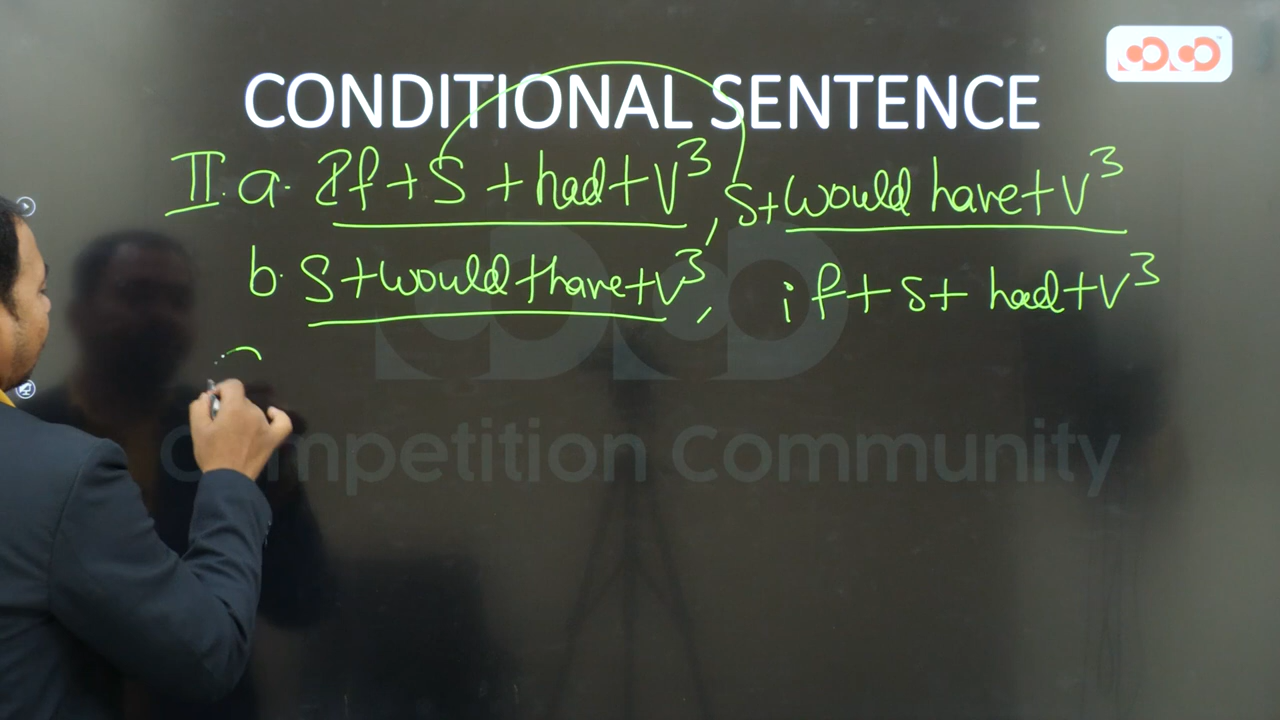 CONDITIONAL SENTENCE
II. a. If + S + had + V³, S + would have + V³
b. S + would + have + V³, if + S + had + V³
Competition Community